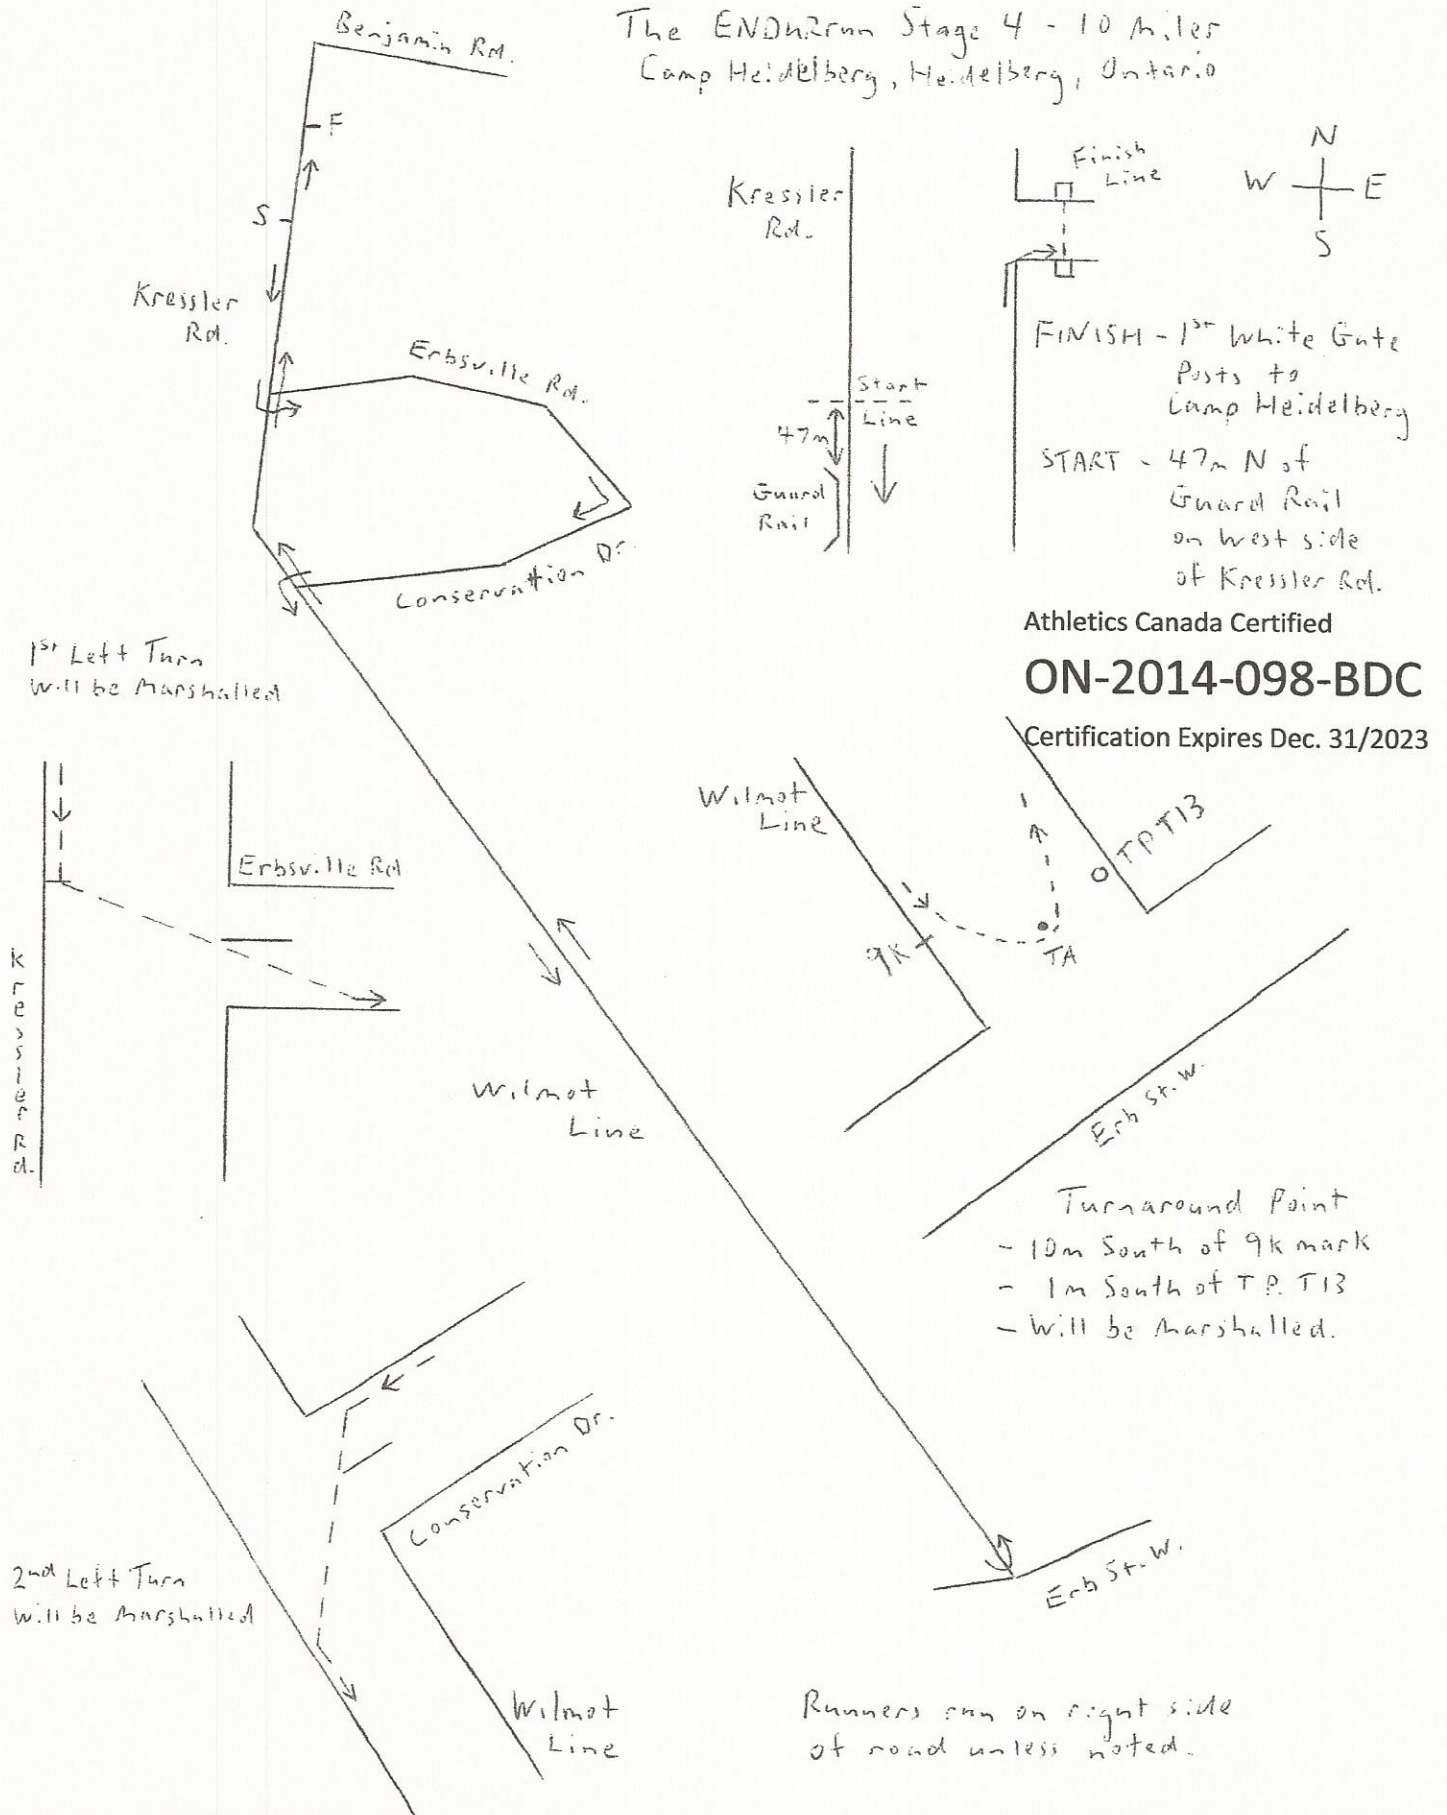 The ENDu2run Stage 4 - 10 Miler
Camp Heidelberg, Heidelberg, Ontario
Benjamin Rd.
F
S
Kressler
Rd.
Erbsville Rd.
Conservation Dr.
Kressler
Rd.
Start
Line
47m
Guard
Rail
Finish
Line
N
W E
S
FINISH - 1st White Gate
Posts to
Camp Heidelberg
START - 47m N of
Guard Rail
on West side
of Kressler Rd.
Athletics Canada Certified
ON-2014-098-BDC
Certification Expires Dec. 31/2023
1st Left Turn
Will be Marshalled
Erbsville Rd
Kressler Rd.
Wilmot
Line
Wilmot
Line
9K
TA
TP T13
Erb St. W.
Turnaround Point
- 10m South of 9k mark
- 1m South of T.P. T13
- Will be Marshalled.
2nd Left Turn
Will be Marshalled
Conservation Dr.
Wilmot
Line
Erb St. W.
Runners run on right side
of road unless noted.